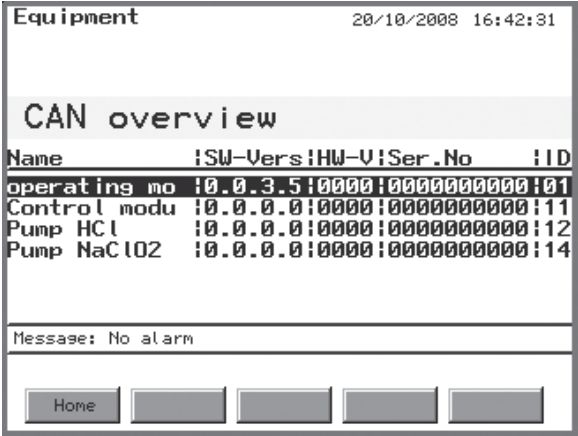 Equipment 20/10/2008 16:42:31
CAN overview
Name |SW-Vers|HW-V|Ser.No |ID
operating mo |0.0.3.5|0000|0000000000|01
Control modu |0.0.0.0|0000|0000000000|11
Pump HCl |0.0.0.0|0000|0000000000|12
Pump NaClO2 |0.0.0.0|0000|0000000000|14
Message: No alarm
Home